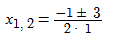 x1, 2 = (-1 ± 3) / (2 · 1)